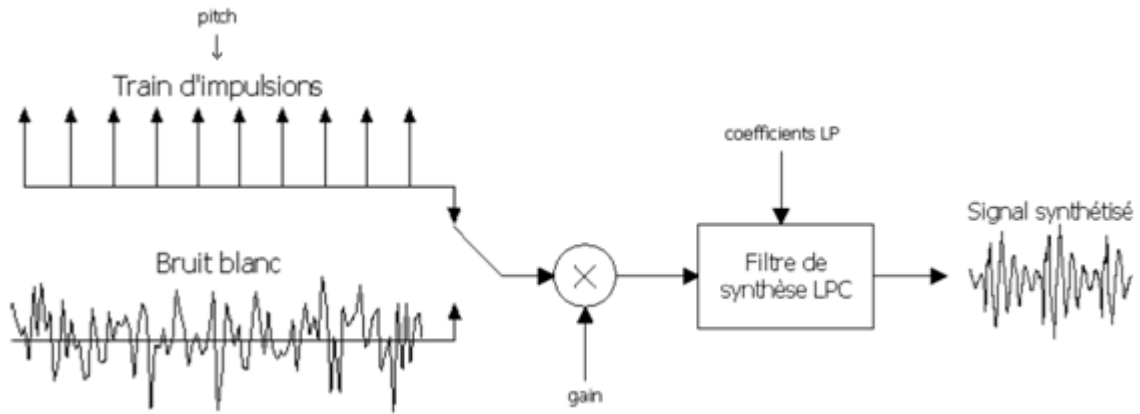 pitch
Train d'impulsions
coefficients LP
Signal synthétisé
Bruit blanc
Filtre de
synthèse LPC
gain